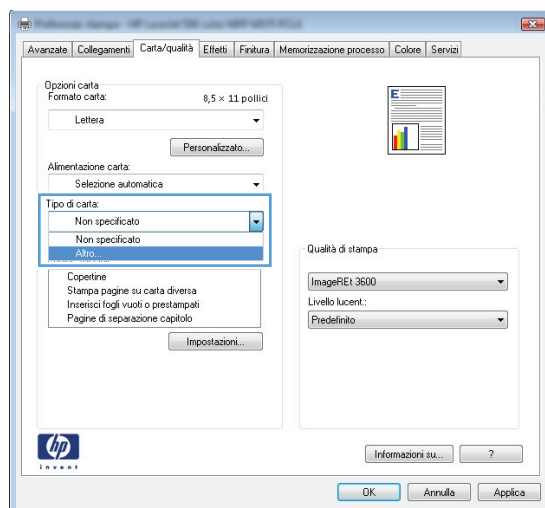 Avanzate Collegamenti Carta/qualità Effetti Finitura Memorizzazione processo Colore Servizi
Opzioni carta
Formato carta: 8,5 × 11 pollici
Lettera
Personalizzato...
Alimentazione carta:
Selezione automatica
Tipo di carta:
Non specificato
Non specificato
Altro...
Copertine
Stampa pagine su carta diversa
Inserisci fogli vuoti o prestampati
Pagine di separazione capitolo
Impostazioni...
E
Qualità di stampa
ImageREt 3600
Livello lucent.:
Predefinito
hp
invent
Informazioni su... ?
OK Annulla Applica